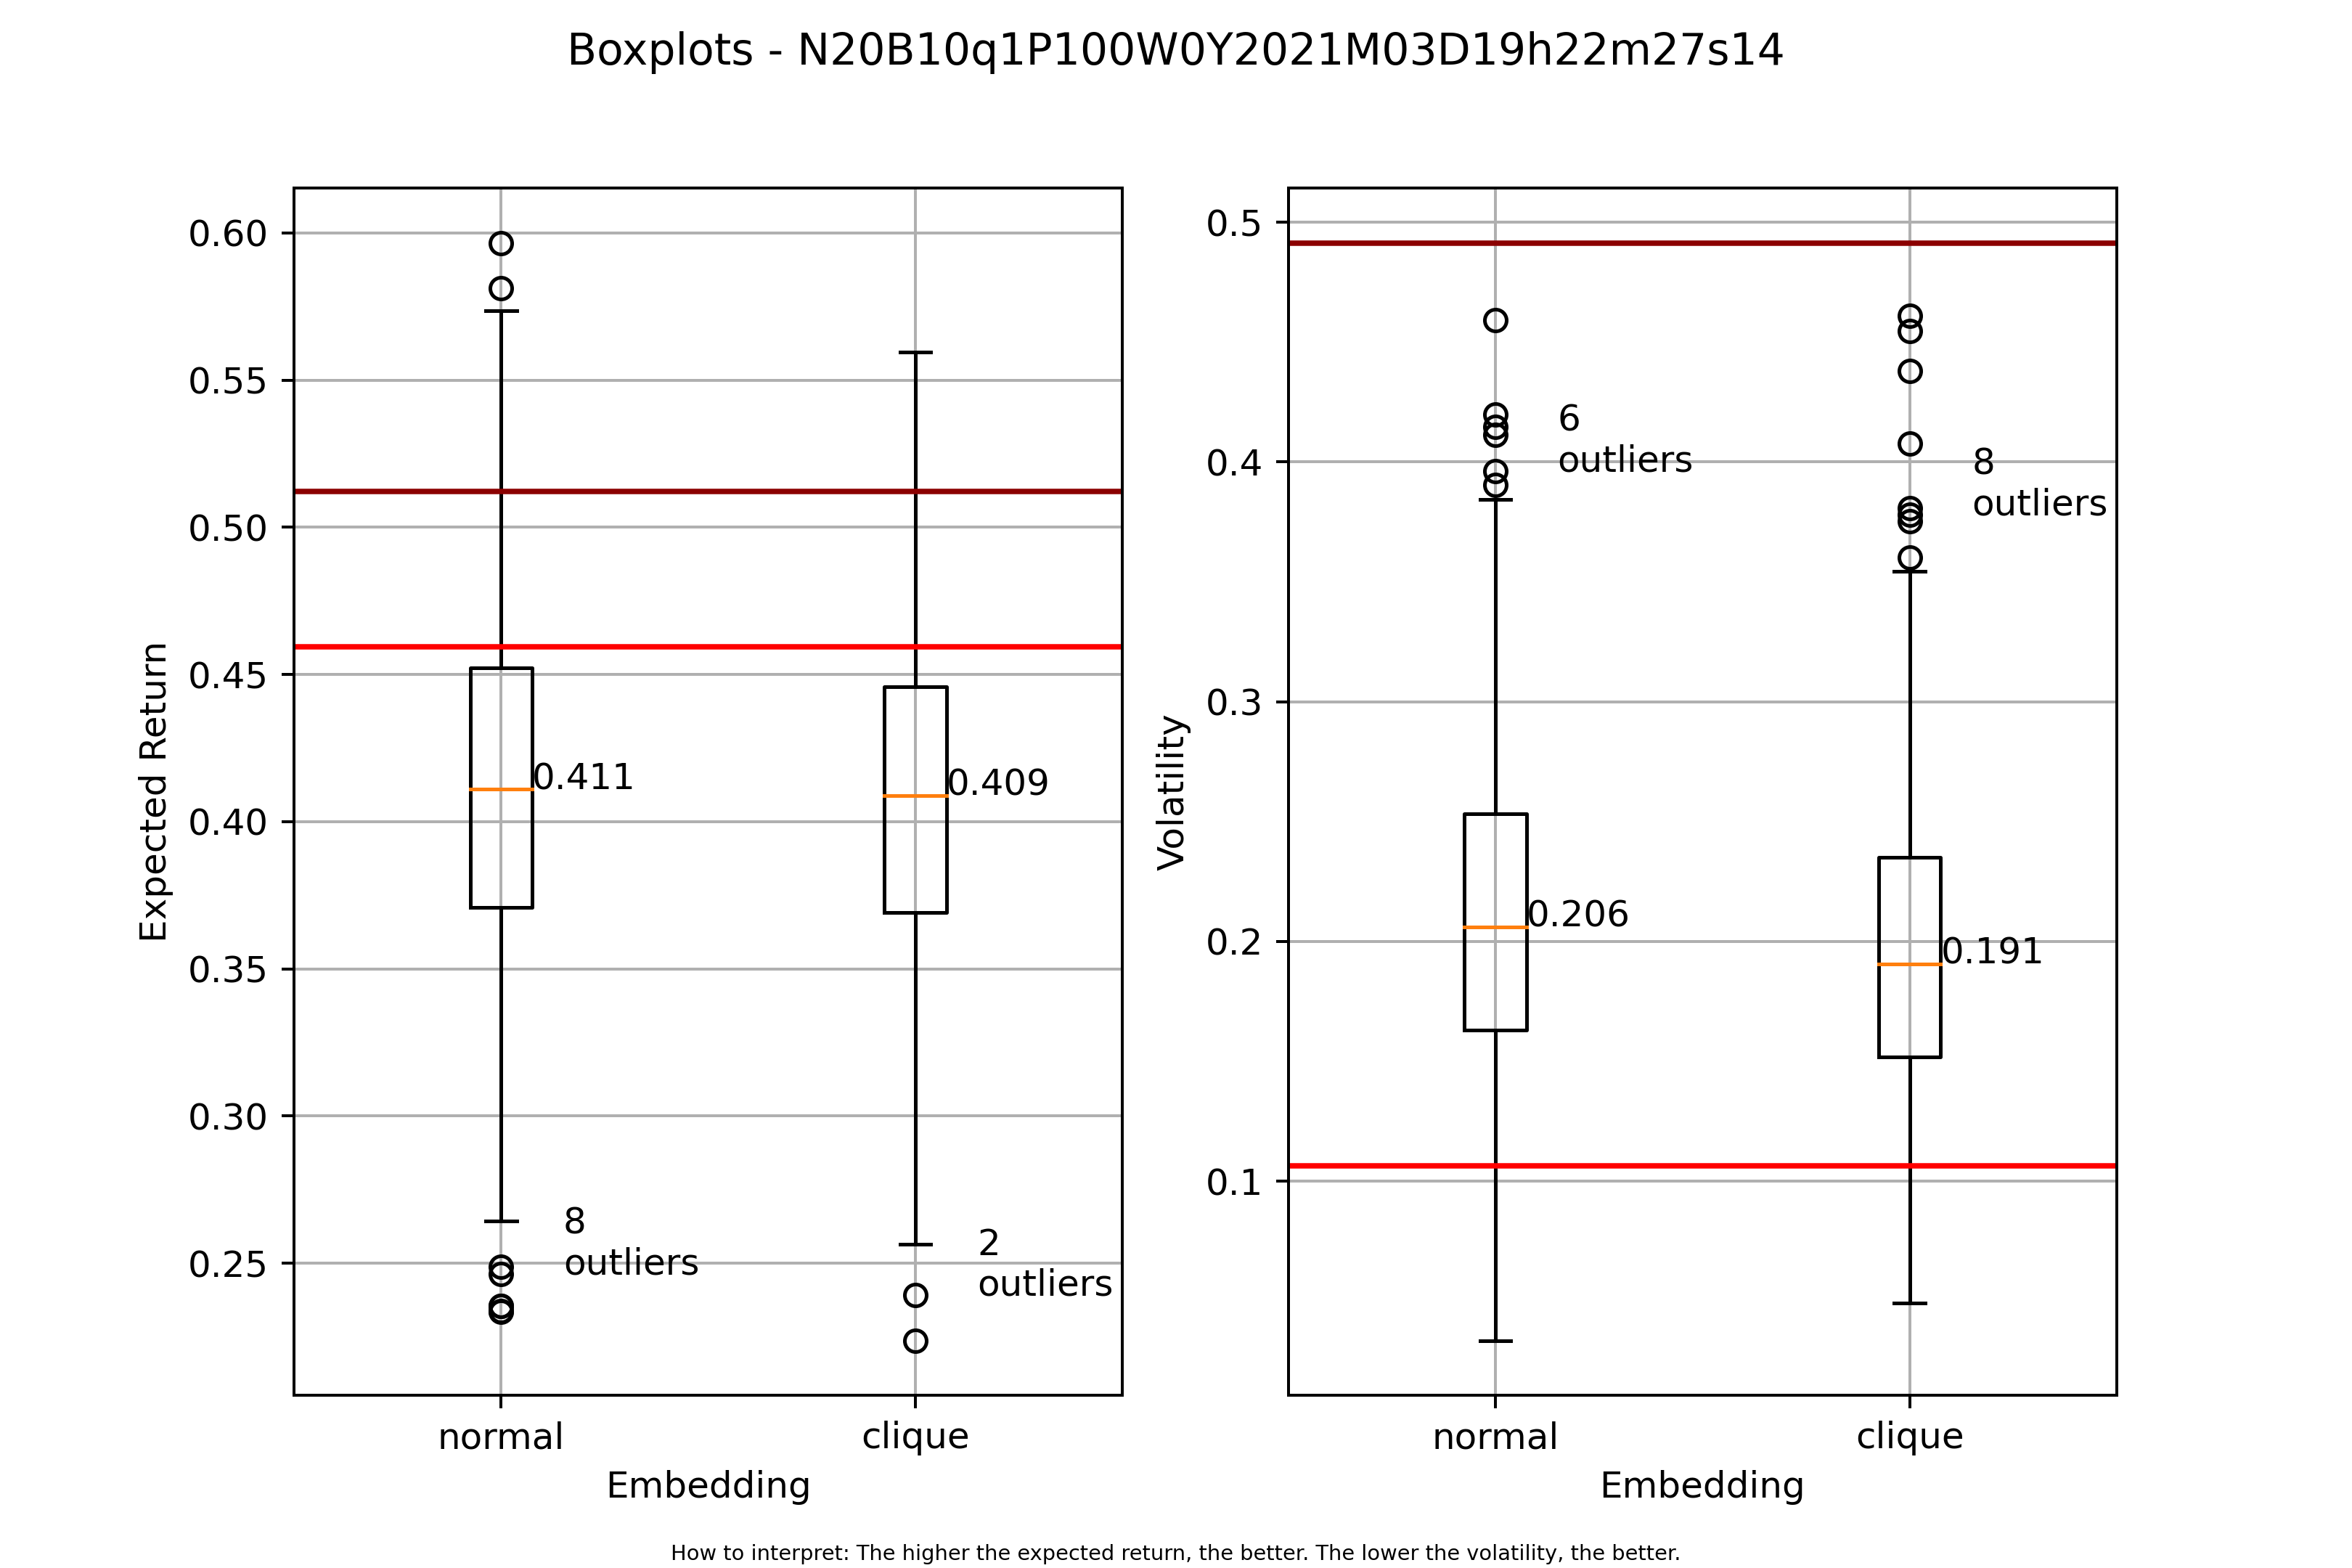 Boxplots - N20B10q1P100W0Y2021M03D19h22m27s14
0.60
0.55
0.50
0.45
0.40
0.35
0.30
0.25
Expected Return
0.411
0.409
8
outliers
2
outliers
normal
clique
Embedding
0.5
0.4
0.3
0.2
0.1
Volatility
6
outliers
8
outliers
0.206
0.191
normal
clique
Embedding
How to interpret: The higher the expected return, the better. The lower the volatility, the better.